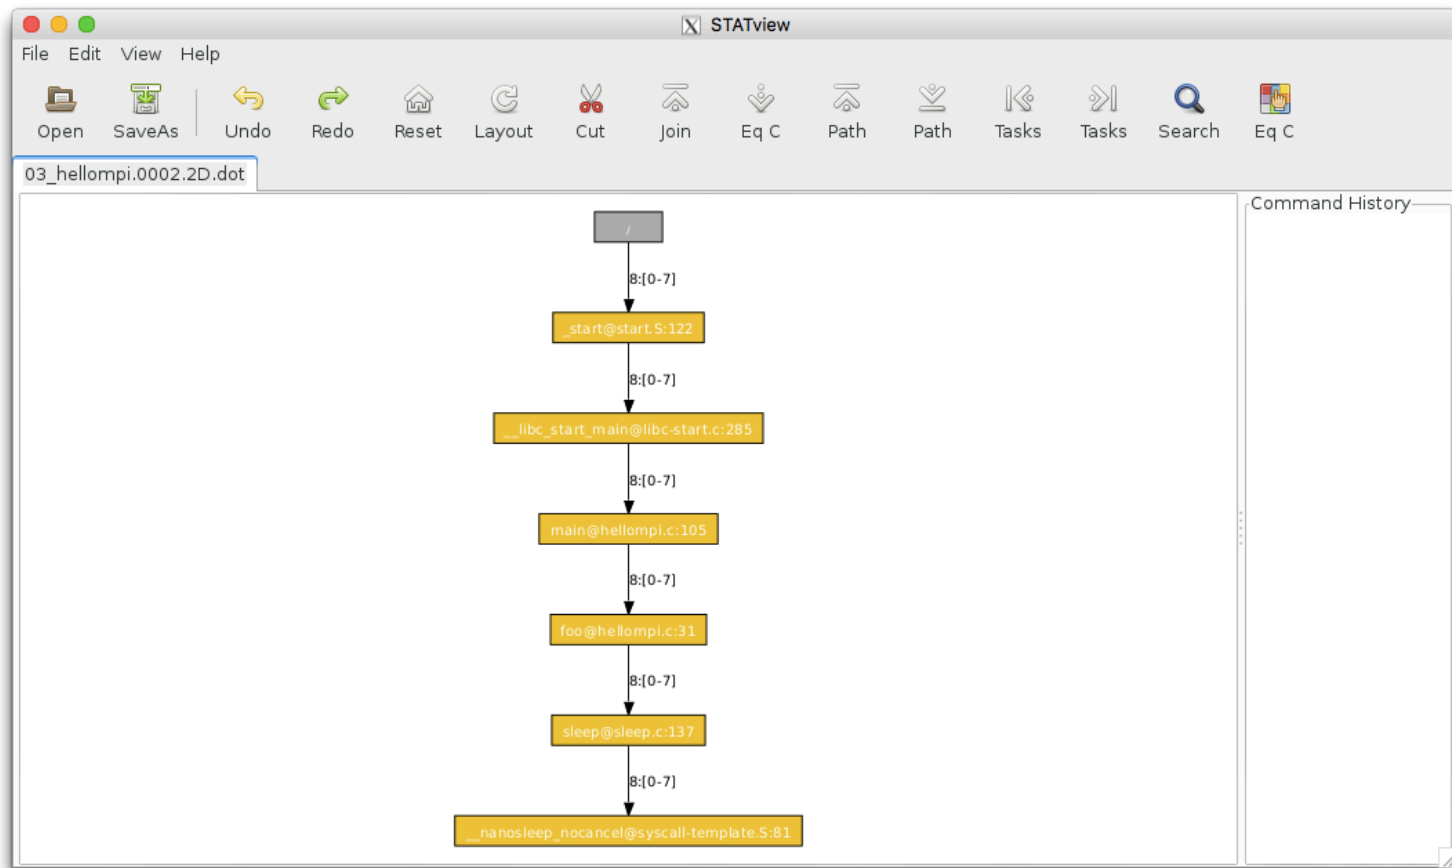 STATview
File Edit View Help
Open SaveAs Undo Redo Reset Layout Cut Join Eq C Path Path Tasks Tasks Search Eq C
03_hellompi.0002.2D.dot
Command History
/
8:[0-7]
_start@start.S:122
8:[0-7]
__libc_start_main@libc-start.c:285
8:[0-7]
main@hellompi.c:105
8:[0-7]
foo@hellompi.c:31
8:[0-7]
sleep@sleep.c:137
8:[0-7]
__nanosleep_nocancel@syscall-template.S:81